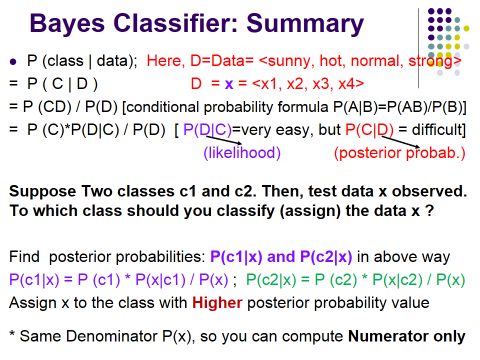 Bayes Classifier: Summary
• P (class | data); Here, D=Data= <sunny, hot, normal, strong>
= P ( C | D ) D = x = <x1, x2, x3, x4>
= P (CD) / P(D) [conditional probability formula P(A|B)=P(AB)/P(B)]
= P (C)*P(D|C) / P(D) [ P(D|C)=very easy, but P(C|D) = difficult]
(likelihood) (posterior probab.)
Suppose Two classes c1 and c2. Then, test data x observed.
To which class should you classify (assign) the data x ?
Find posterior probabilities: P(c1|x) and P(c2|x) in above way
P(c1|x) = P (c1) * P(x|c1) / P(x) ; P(c2|x) = P (c2) * P(x|c2) / P(x)
Assign x to the class with Higher posterior probability value
* Same Denominator P(x), so you can compute Numerator only